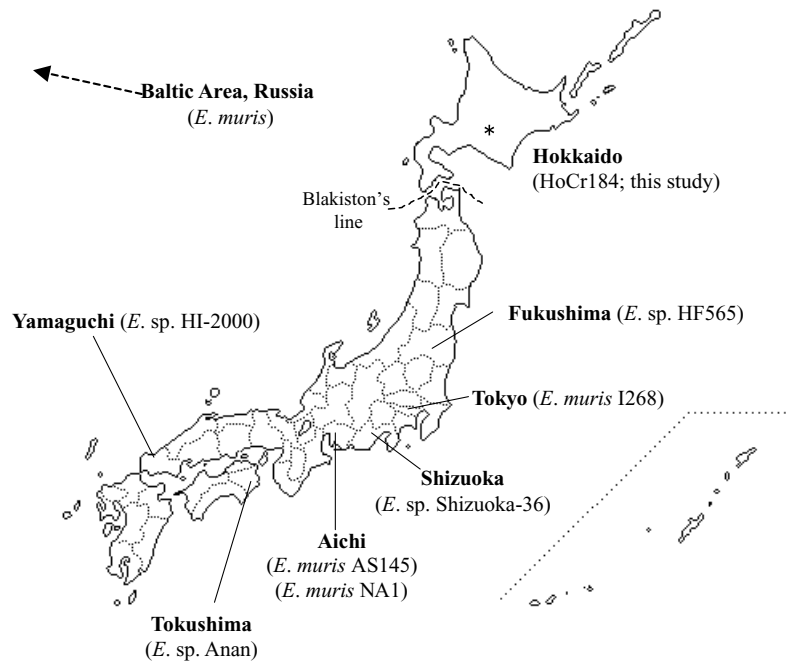 Baltic Area, Russia
(E. muris)
*
Hokkaido
(HoCr184; this study)
Blakiston's
line
Yamaguchi (E. sp. HI-2000)
Fukushima (E. sp. HF565)
Tokyo (E. muris I268)
Shizuoka
(E. sp. Shizuoka-36)
Aichi
(E. muris AS145)
(E. muris NA1)
Tokushima
(E. sp. Anan)